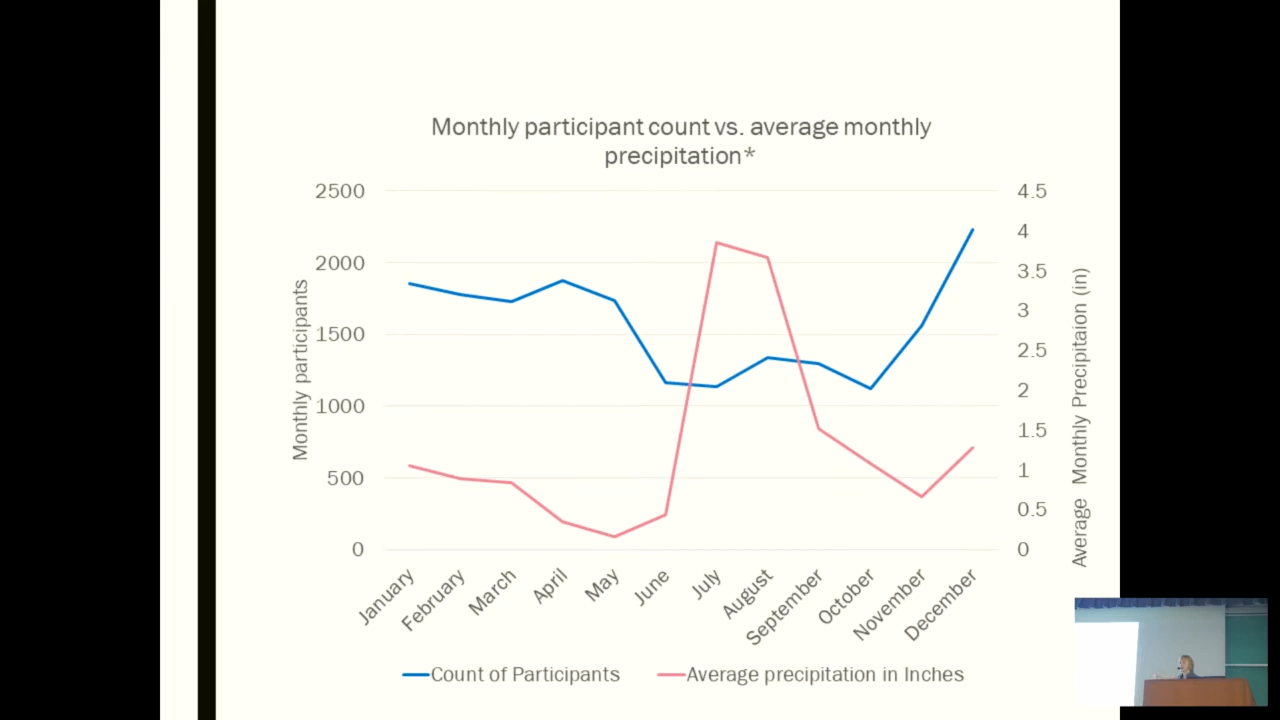 Monthly participant count vs. average monthly
precipitation*
2500
2000
1500
1000
500
0
Monthly participants
4.5
4
3.5
3
2.5
2
1.5
1
0.5
0
Average Monthly Precipitaion (in)
January
February
March
April
May
June
July
August
September
October
November
December
Count of Participants
Average precipitation in Inches